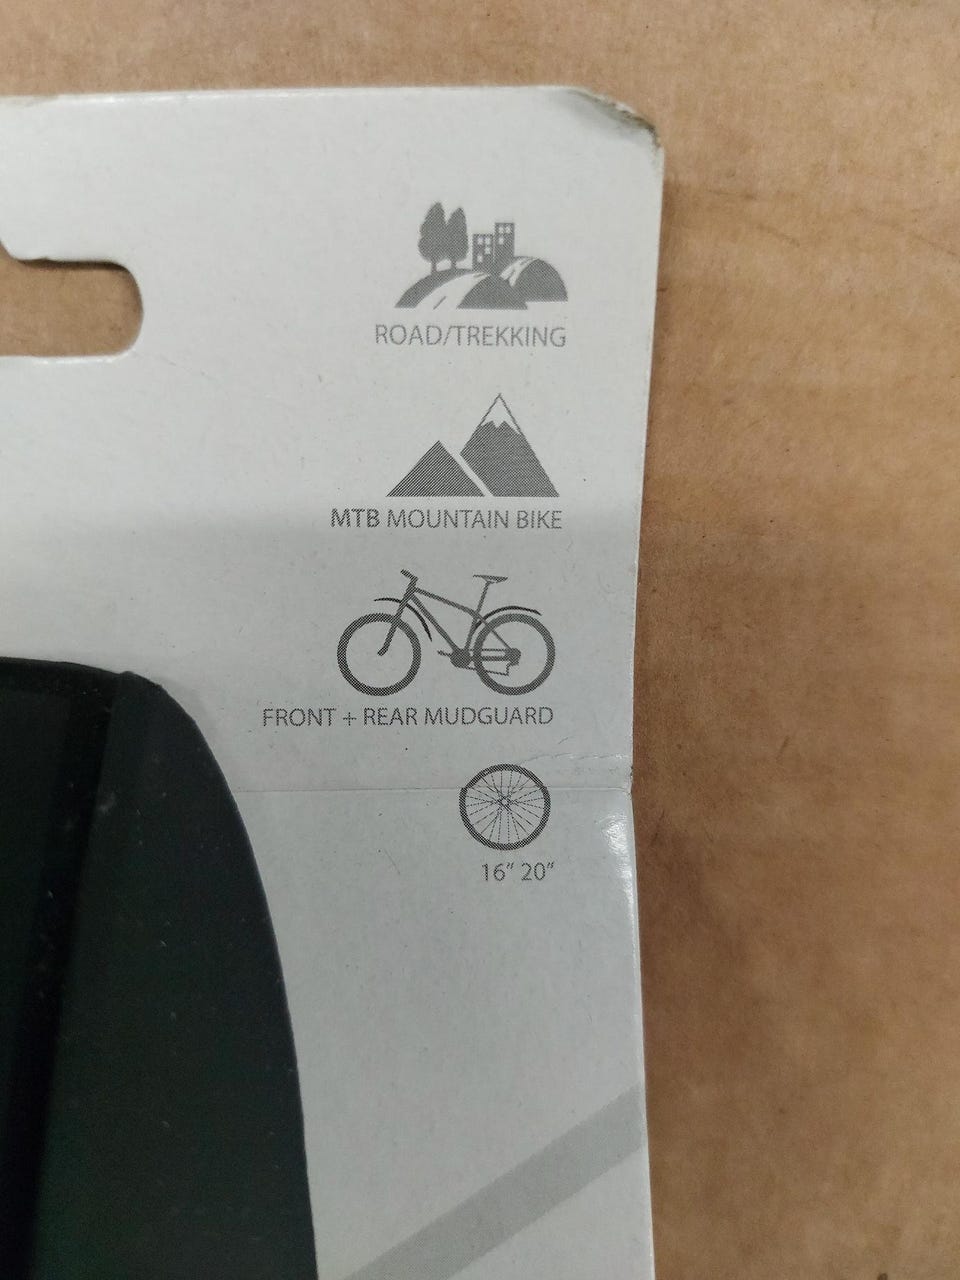 ROAD/TREKKING
MTB MOUNTAIN BIKE
FRONT + REAR MUDGUARD
16″ 20″